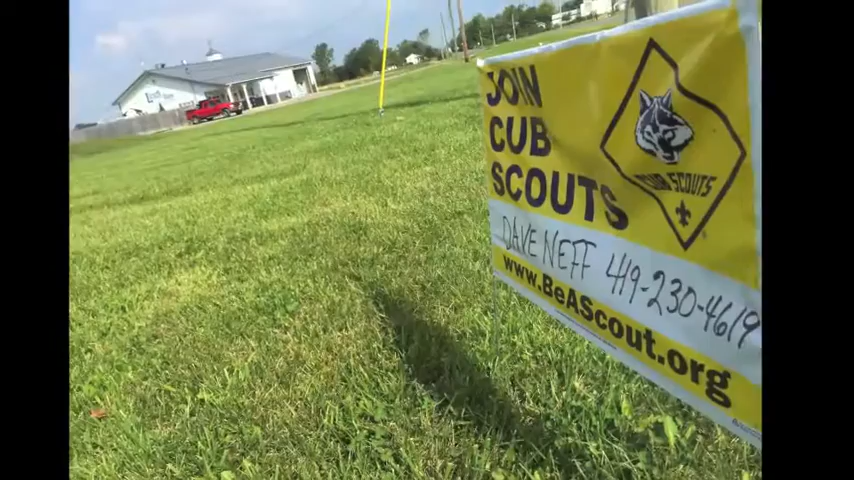 JOIN
CUB
SCOUTS
CUB SCOUTS
DAVE NEFF 419-230-4619
www.BeAScout.org